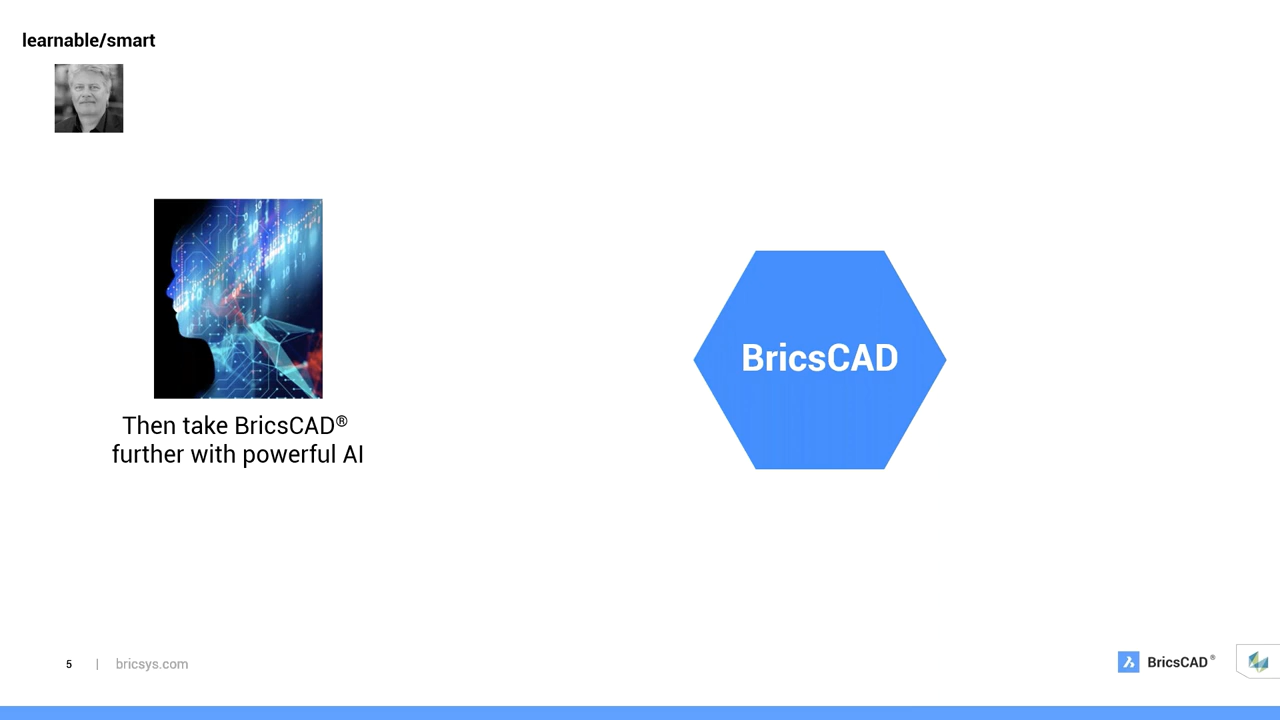 learnable/smart
BricsCAD
Then take BricsCAD®
further with powerful AI
5 | bricsys.com
BricsCAD®